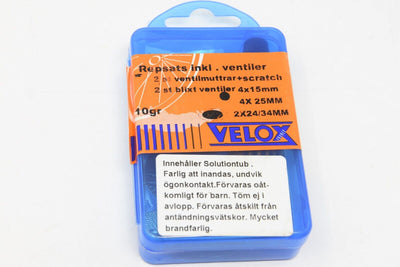 Repsats inkl . ventiler
2 st ventilmuttrar+scratch
2 st blixt ventiler 4x15mm
4X 25MM
10gr
2X24/34MM
VELOX
Innehåller Solutiontub .
Farlig att inandas, undvik
ögonkontakt.Förvaras oåt-
komligt för barn. Töm ej i
avlopp. Förvaras åtskilt från
antändningsvätskor. Mycket
brandfarlig.